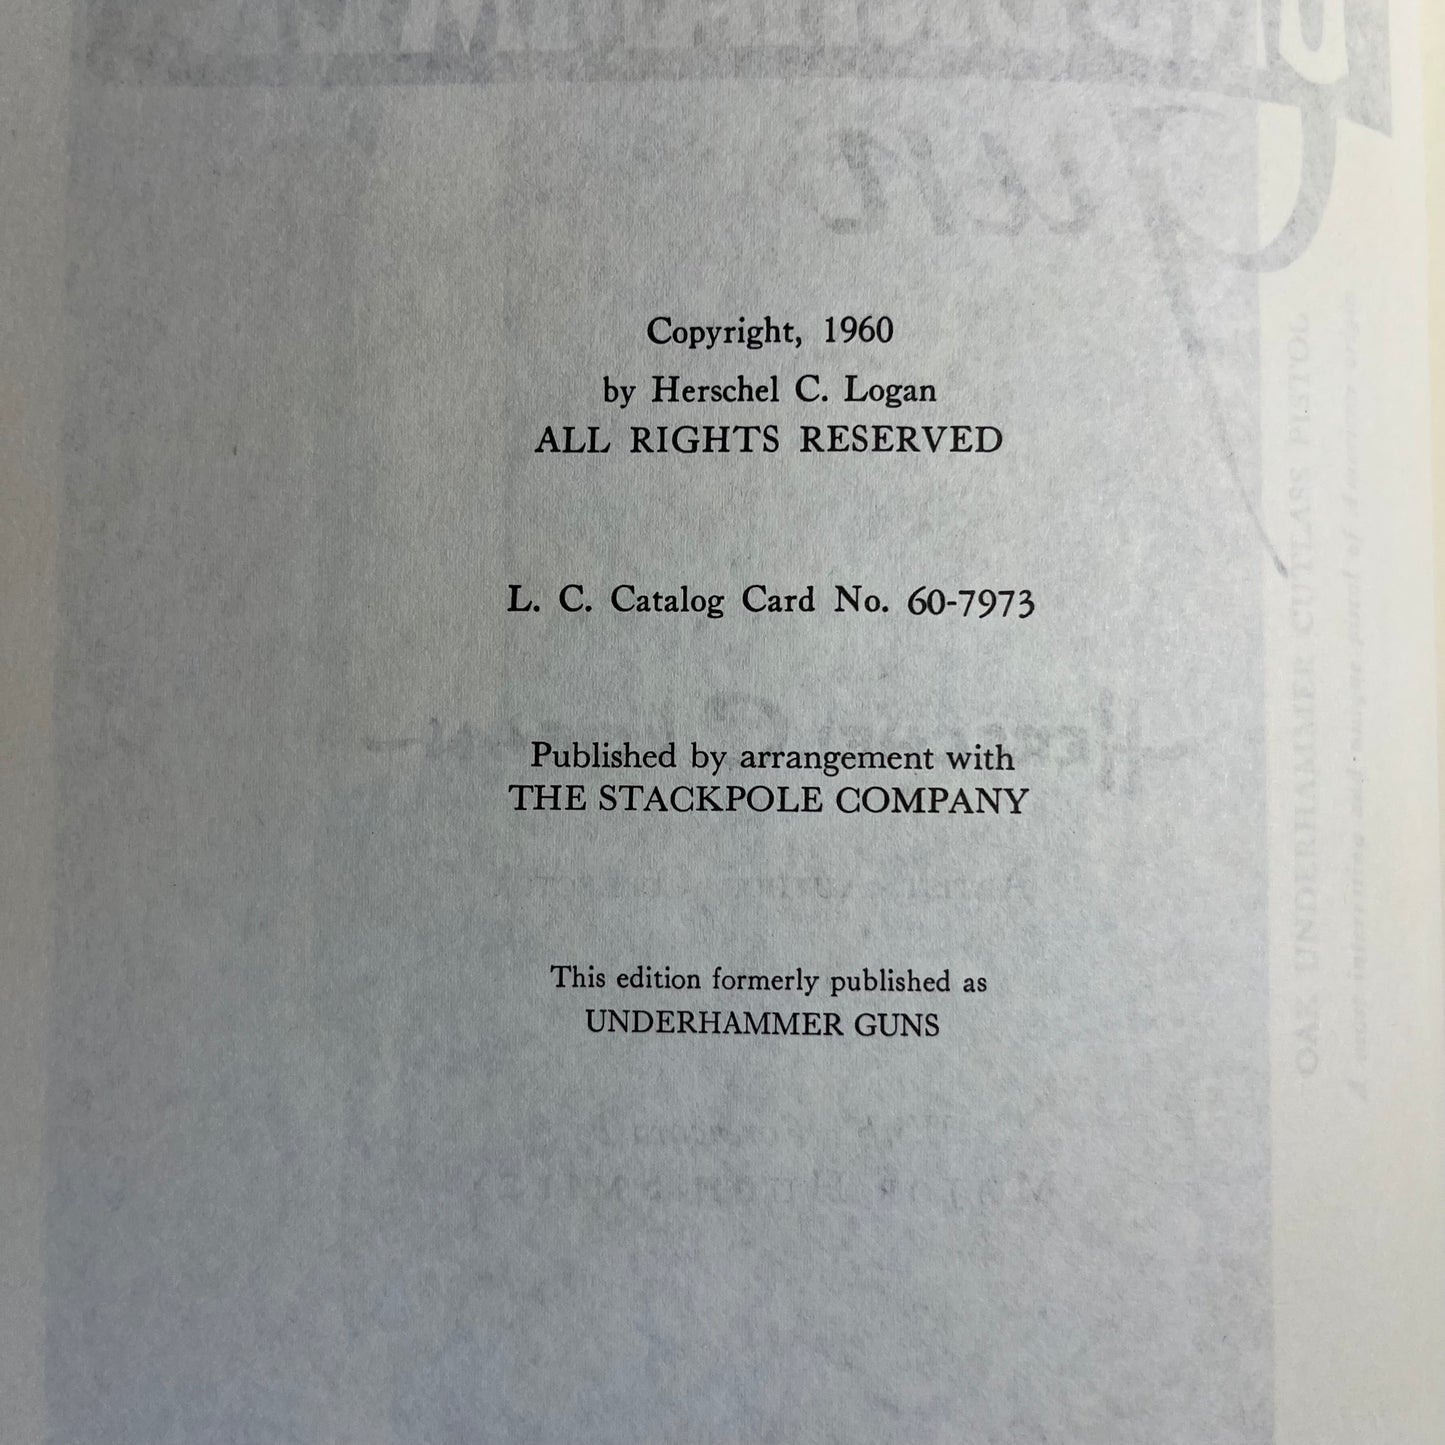 Copyright, 1960
by Herschel C. Logan
ALL RIGHTS RESERVED
L. C. Catalog Card No. 60-7973
Published by arrangement with
THE STACKPOLE COMPANY
This edition formerly published as
UNDERHAMMER GUNS